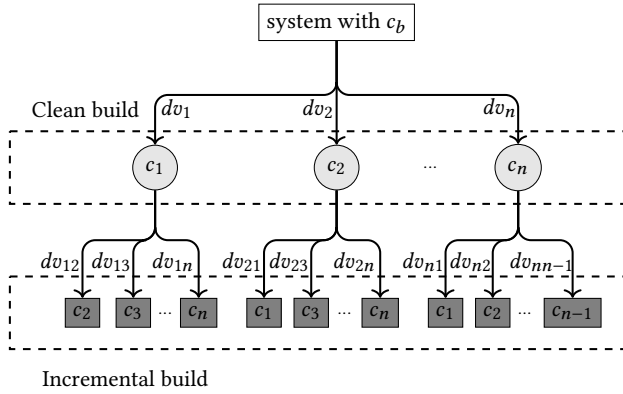 system with c_b
Clean build
dv_1 dv_2 dv_n
c_1 c_2 ... c_n
dv_12 dv_13 dv_1n dv_21 dv_23 dv_2n dv_n1 dv_n2 dv_nn−1
c_2 c_3 ... c_n c_1 c_3 ... c_n c_1 c_2 ... c_n−1
Incremental build